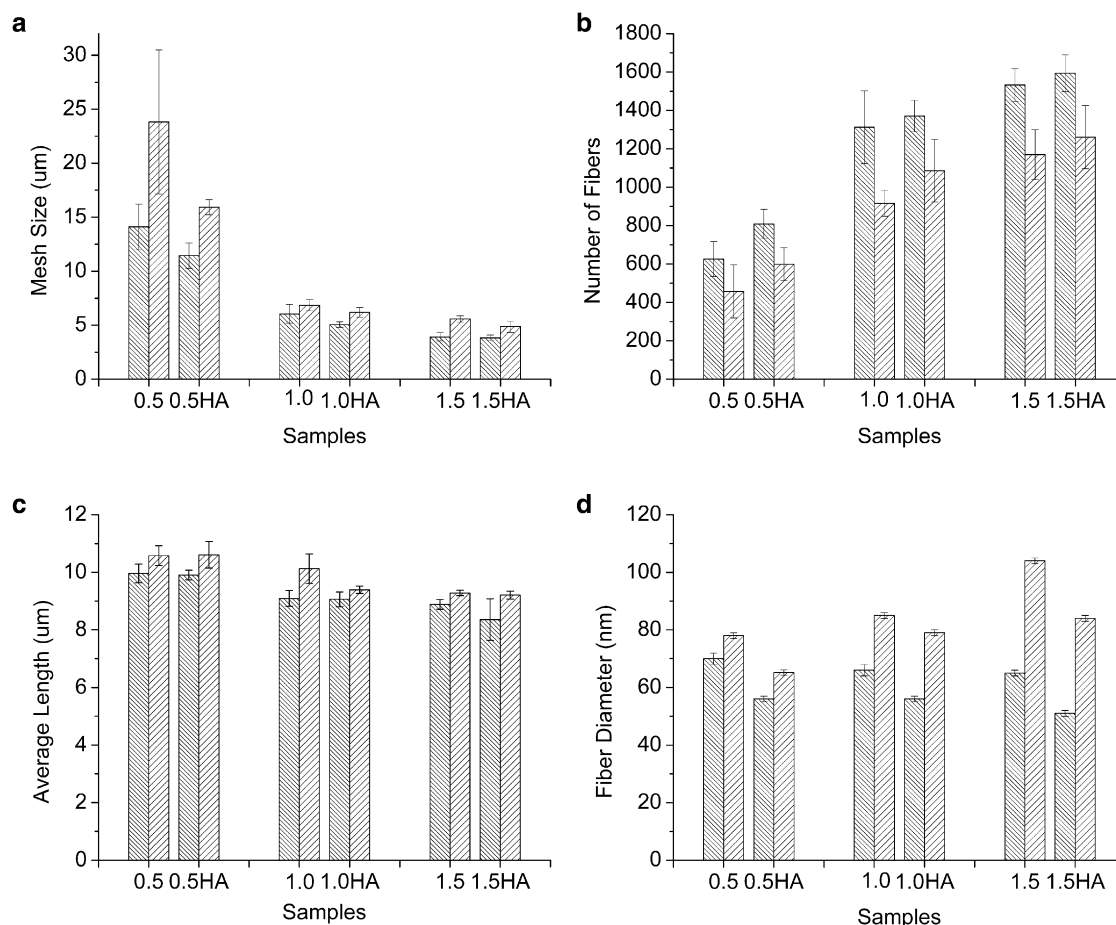 a
30
25
20
15
10
5
0
Mesh Size (um)
0.5 0.5HA 1.0 1.0HA 1.5 1.5HA
Samples
b
1800
1600
1400
1200
1000
800
600
400
200
0
Number of Fibers
0.5 0.5HA 1.0 1.0HA 1.5 1.5HA
Samples
c
12
10
8
6
4
2
0
Average Length (um)
0.5 0.5HA 1.0 1.0HA 1.5 1.5HA
Samples
d
120
100
80
60
40
20
0
Fiber Diameter (nm)
0.5 0.5HA 1.0 1.0HA 1.5 1.5HA
Samples